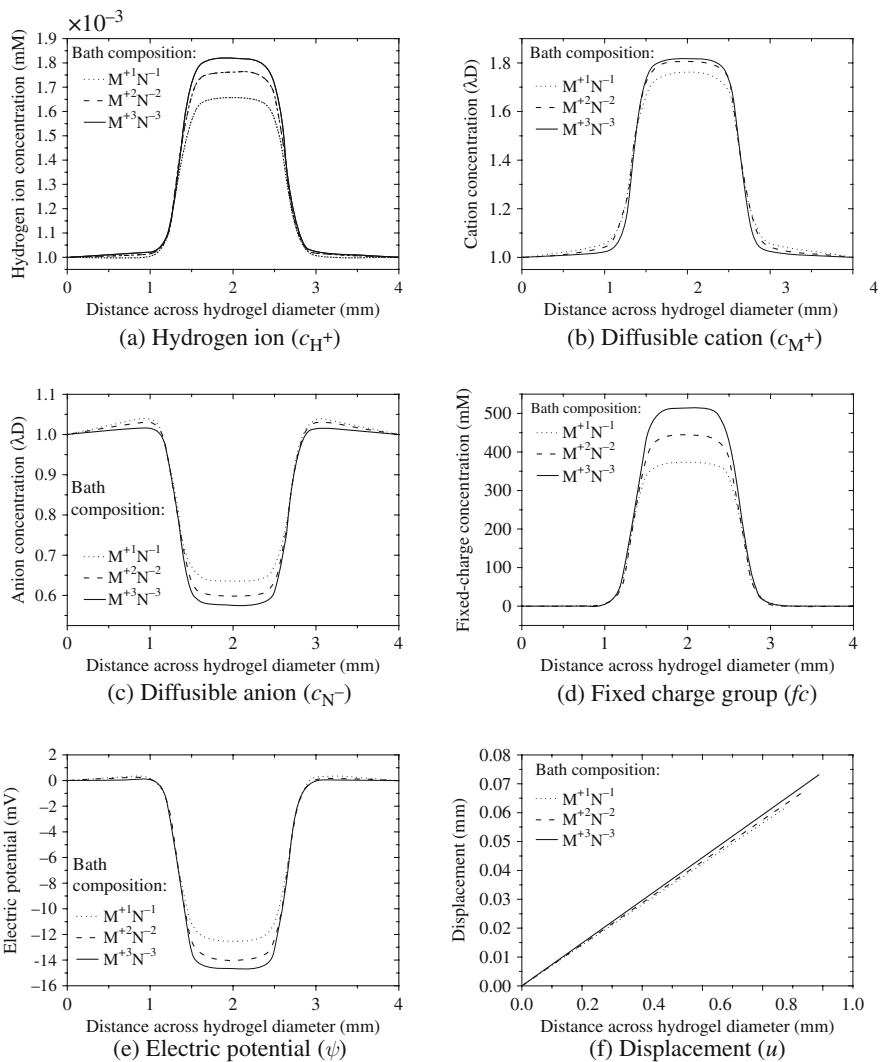 ×10⁻³
1.9
1.8
1.7
1.6
1.5
1.4
1.3
1.2
1.1
1.0
Hydrogen ion concentration (mM)
Bath composition:
M⁺¹N⁻¹
M⁺²N⁻²
M⁺³N⁻³
0 1 2 3 4
Distance across hydrogel diameter (mm)
(a) Hydrogen ion (c_H⁺)
1.8
1.6
1.4
1.2
1.0
Cation concentration (λD)
Bath composition:
M⁺¹N⁻¹
M⁺²N⁻²
M⁺³N⁻³
0 1 2 3 4
Distance across hydrogel diameter (mm)
(b) Diffusible cation (c_M⁺)
1.1
1.0
0.9
0.8
0.7
0.6
Anion concentration (λD)
Bath
composition:
M⁺¹N⁻¹
M⁺²N⁻²
M⁺³N⁻³
0 1 2 3 4
Distance across hydrogel diameter (mm)
(c) Diffusible anion (c_N⁻)
500
400
300
200
100
0
Fixed-charge concentration (mM)
Bath composition:
M⁺¹N⁻¹
M⁺²N⁻²
M⁺³N⁻³
0 1 2 3 4
Distance across hydrogel diameter (mm)
(d) Fixed charge group (fc)
2
0
−2
−4
−6
−8
−10
−12
-14
−16
Electric potential (mV)
Bath
composition:
M⁺¹N⁻¹
M⁺²N⁻²
M⁺³N⁻³
0 1 2 3 4
Distance across hydrogel diameter (mm)
(e) Electric potential (ψ)
0.08
0.07
0.06
0.05
0.04
0.03
0.02
0.01
0.00
Displacement (mm)
Bath composition:
M⁺¹N⁻¹
M⁺²N⁻²
M⁺³N⁻³
0.0 0.2 0.4 0.6 0.8 1.0
Distance across hydrogel diameter (mm)
(f) Displacement (u)